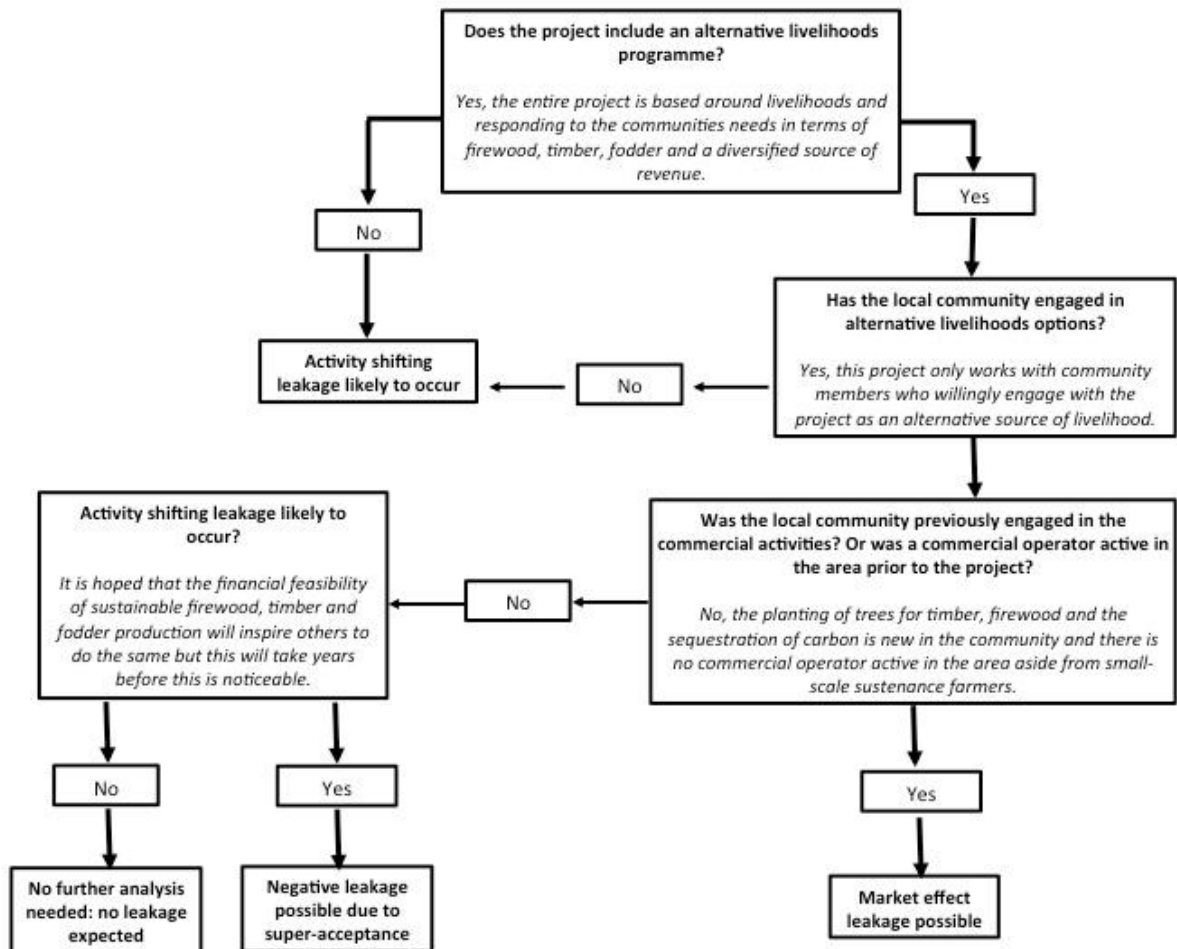 Does the project include an alternative livelihoods
programme?
Yes, the entire project is based around livelihoods and
responding to the communities needs in terms of
firewood, timber, fodder and a diversified source of
revenue.
No
Yes
Has the local community engaged in
alternative livelihoods options?
Yes, this project only works with community
members who willingly engage with the
project as an alternative source of livelihood.
No
Activity shifting
leakage likely to occur
Was the local community previously engaged in the
commercial activities? Or was a commercial operator active in
the area prior to the project?
No, the planting of trees for timber, firewood and the
sequestration of carbon is new in the community and there is
no commercial operator active in the area aside from small-
scale sustenance farmers.
No
Activity shifting leakage likely to
occur?
It is hoped that the financial feasibility
of sustainable firewood, timber and
fodder production will inspire others to
do the same but this will take years
before this is noticeable.
No
Yes
Yes
No further analysis
needed: no leakage
expected
Negative leakage
possible due to
super-acceptance
Market effect
leakage possible